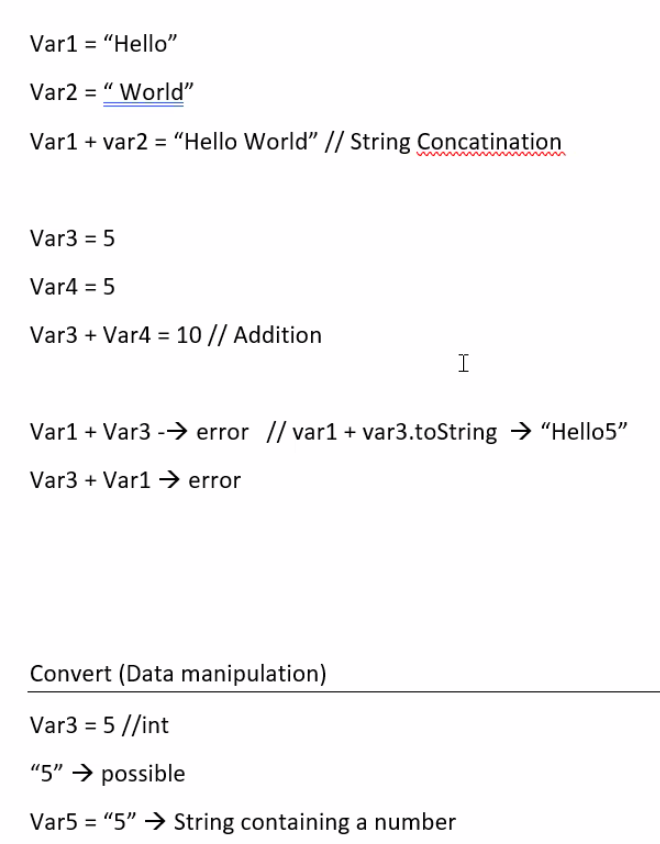 Var1 = “Hello”
Var2 = “ World”
Var1 + var2 = “Hello World” // String Concatination
Var3 = 5
Var4 = 5
Var3 + Var4 = 10 // Addition
Var1 + Var3 -→ error // var1 + var3.toString → “Hello5”
Var3 + Var1 → error
Convert (Data manipulation)
Var3 = 5 //int
“5” → possible
Var5 = “5” → String containing a number